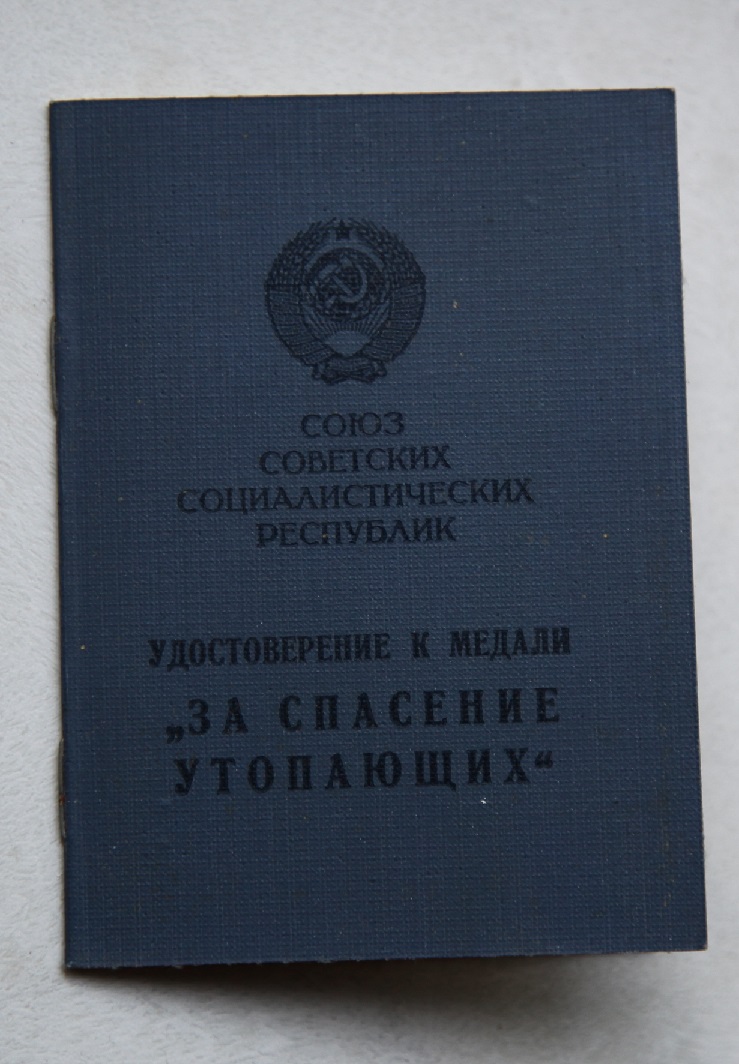 СОЮЗ
СОВЕТСКИХ
СОЦИАЛИСТИЧЕСКИХ
РЕСПУБЛИК
УДОСТОВЕРЕНИЕ К МЕДАЛИ
„ЗА СПАСЕНИЕ
УТОПАЮЩИХ“